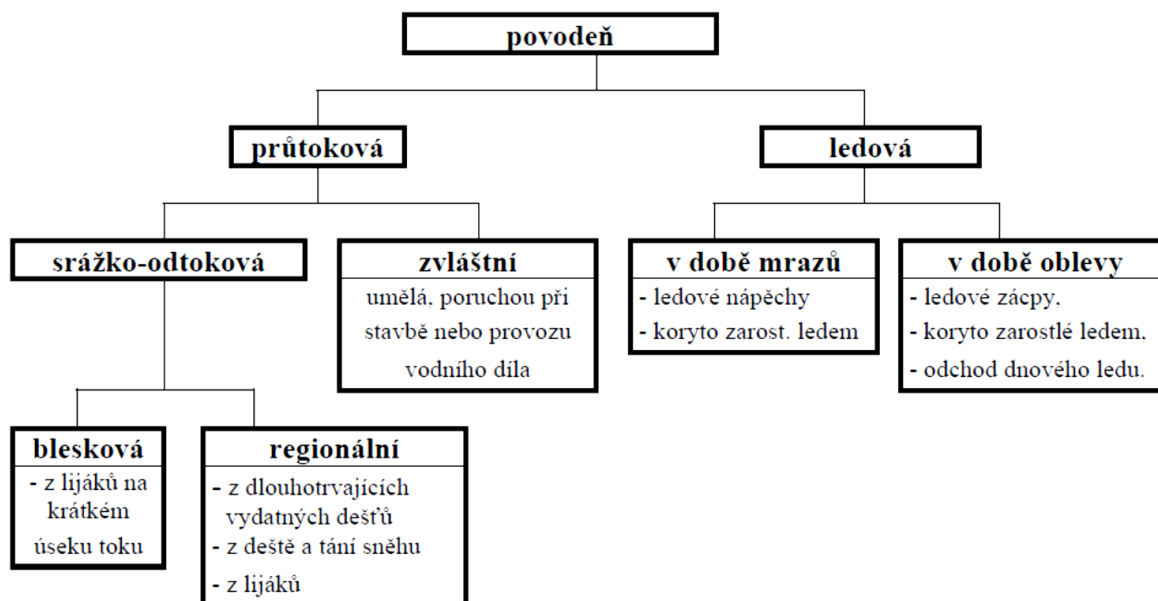 povodeň
průtoková
ledová
srážko-odtoková
zvláštní
umělá, poruchou při
stavbě nebo provozu
vodního díla
v době mrazů
- ledové nápěchy
- koryto zarost. ledem
v době oblevy
- ledové zácpy,
- koryto zarostlé ledem,
- odchod dnového ledu.
blesková
- z lijáků na
krátkém
úseku toku
regionální
- z dlouhotrvajících
vydatných dešťů
- z deště a tání sněhu
- z lijáků